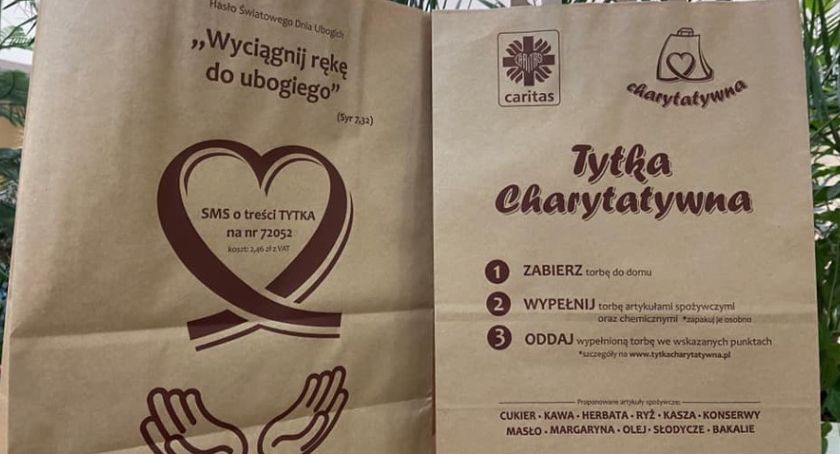 Hasło Światowego Dnia Ubogich
„Wyciągnij rękę
do ubogiego”
(Syr 7,32)
SMS o treści TYTKA
na nr 72052
koszt: 2,46 zł z VAT
CARITAS
caritas
charytatywna
Tytka
Charytatywna
1 ZABIERZ torbę do domu
2 WYPEŁNIJ torbę artykułami spożywczymi
oraz chemicznymi *zapakuj je osobno
3 ODDAJ wypełnioną torbę we wskazanych punktach
*szczegóły na www.tytkacharytatywna.pl
Proponowane artykuły spożywcze:
CUKIER • KAWA • HERBATA • RYŻ • KASZA • KONSERWY
MASŁO • MARGARYNA • OLEJ • SŁODYCZE • BAKALIE